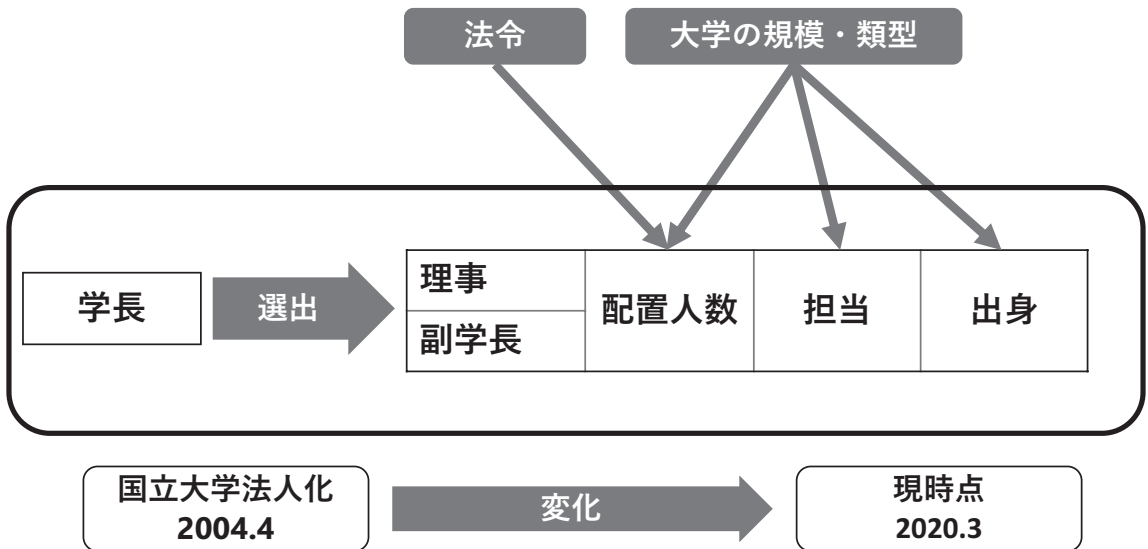 法令
大学の規模・類型
学長
選出
理事
副学長
配置人数
担当
出身
国立大学法人化
2004.4
変化
現時点
2020.3